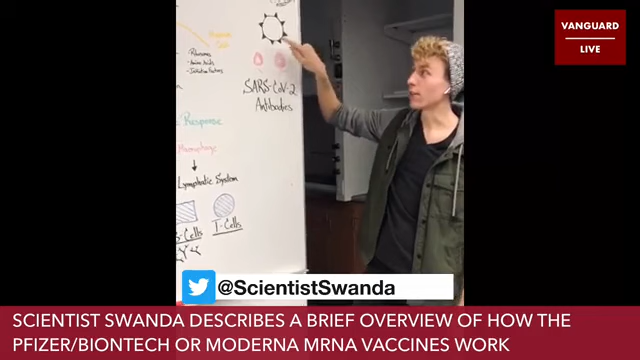 VANGUARD
LIVE
- Ribosomes
- Amino Acids
- Initiation Factors
SARS-CoV-2
Antibodies
Response
Macrophage
Lymphatic System
B-Cells
T-Cells
@ScientistSwanda
SCIENTIST SWANDA DESCRIBES A BRIEF OVERVIEW OF HOW THE
PFIZER/BIONTECH OR MODERNA MRNA VACCINES WORK